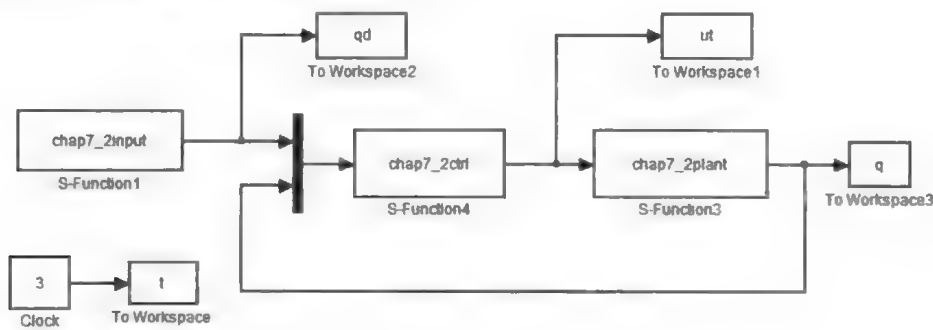 qd
To Workspace2
ut
To Workspace1
chap7_2input
S-Function1
chap7_2ctrl
S-Function4
chap7_2plant
S-Function3
q
To Workspace3
3
Clock
t
To Workspace